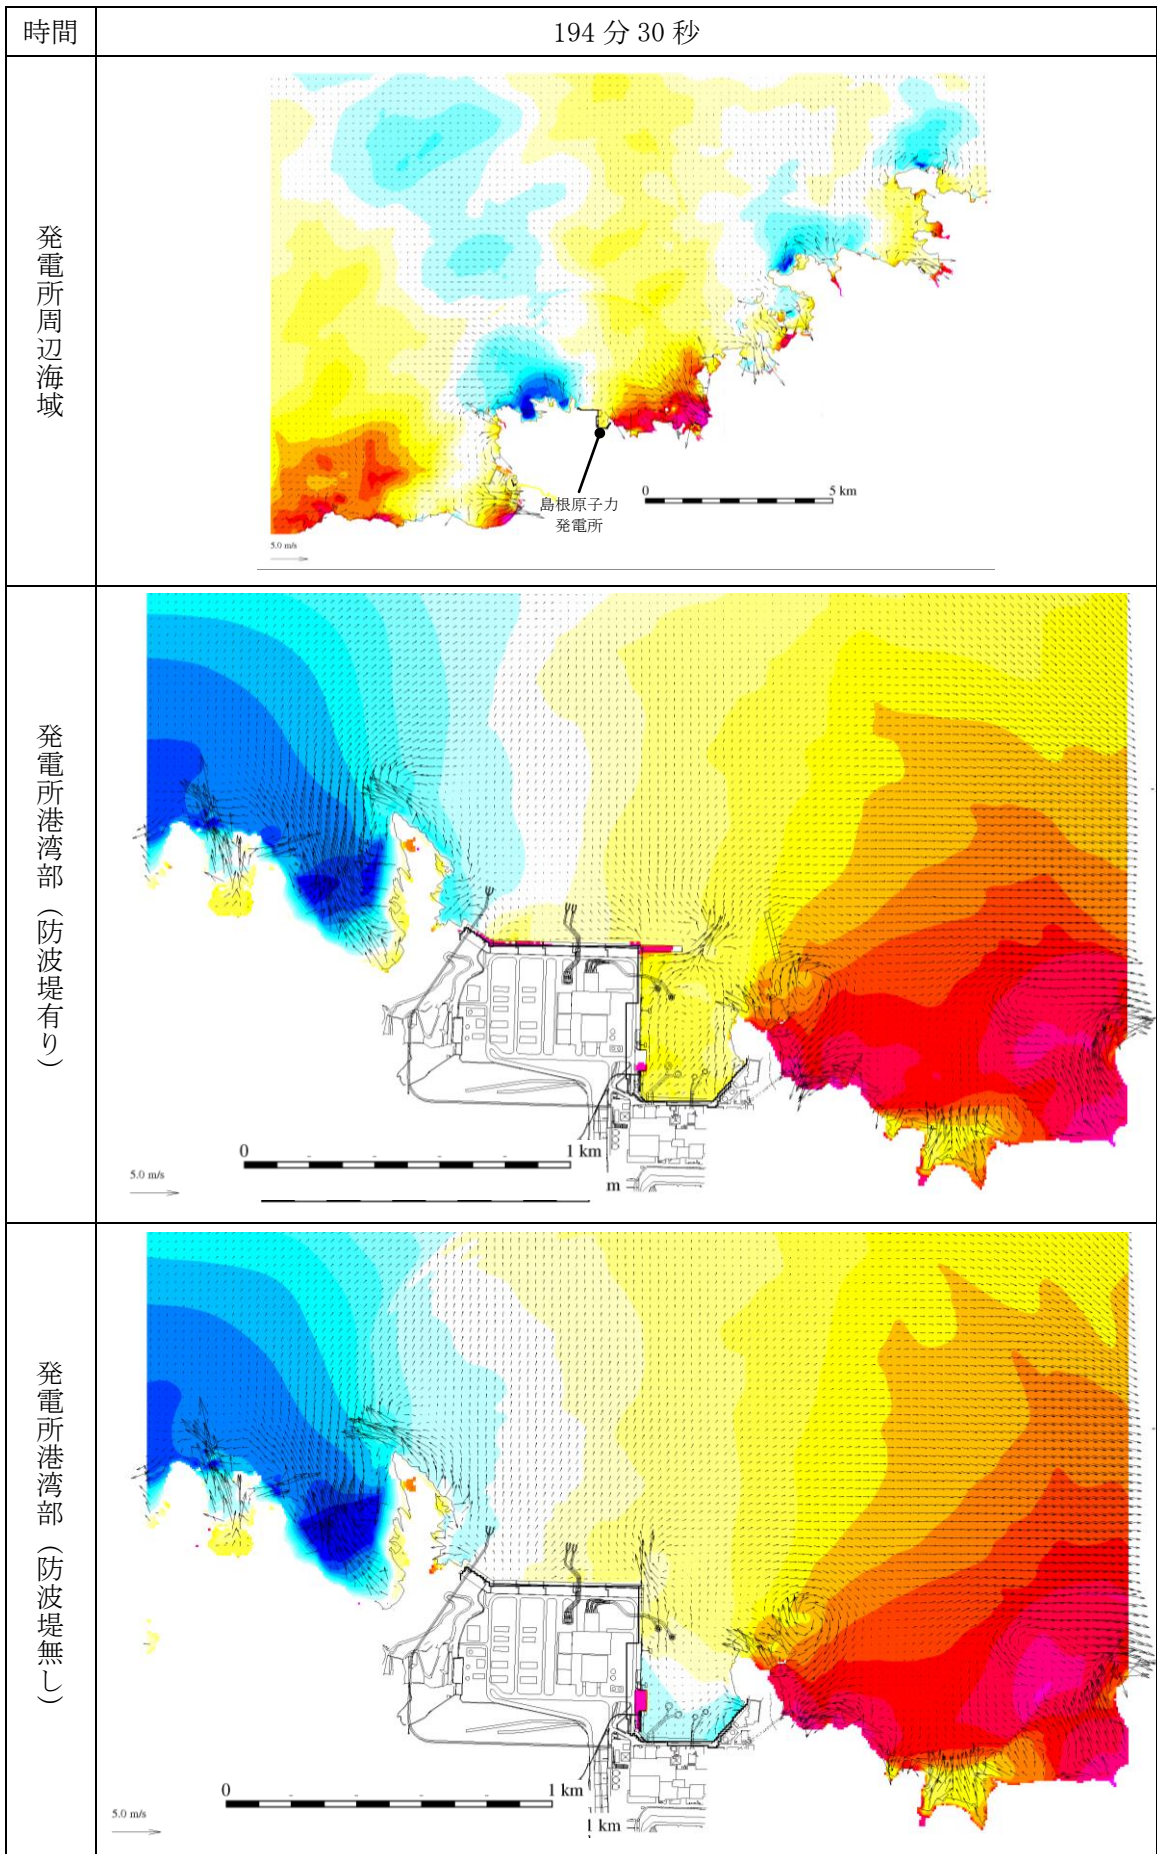 時間
194 分 30 秒
発電所周辺海域
島根原子力
発電所
0
5 km
5.0 m/s
発電所港湾部（防波堤有り）
0
1 km
5.0 m/s
m
発電所港湾部（防波堤無し）
0
1 km
5.0 m/s
1 km